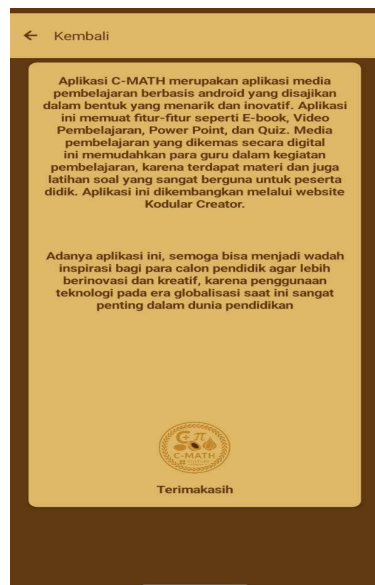 Kembali
Aplikasi C-MATH merupakan aplikasi media
pembelajaran berbasis android yang disajikan
dalam bentuk yang menarik dan inovatif. Aplikasi
ini memuat fitur-fitur seperti E-book, Video
Pembelajaran, Power Point, dan Quiz. Media
pembelajaran yang dikemas secara digital
ini memudahkan para guru dalam kegiatan
pembelajaran, karena terdapat materi dan juga
latihan soal yang sangat berguna untuk peserta
didik. Aplikasi ini dikembangkan melalui website
Kodular Creator.
Adanya aplikasi ini, semoga bisa menjadi wadah
inspirasi bagi para calon pendidik agar lebih
berinovasi dan kreatif, karena penggunaan
teknologi pada era globalisasi saat ini sangat
penting dalam dunia pendidikan
C-MATH
Terimakasih